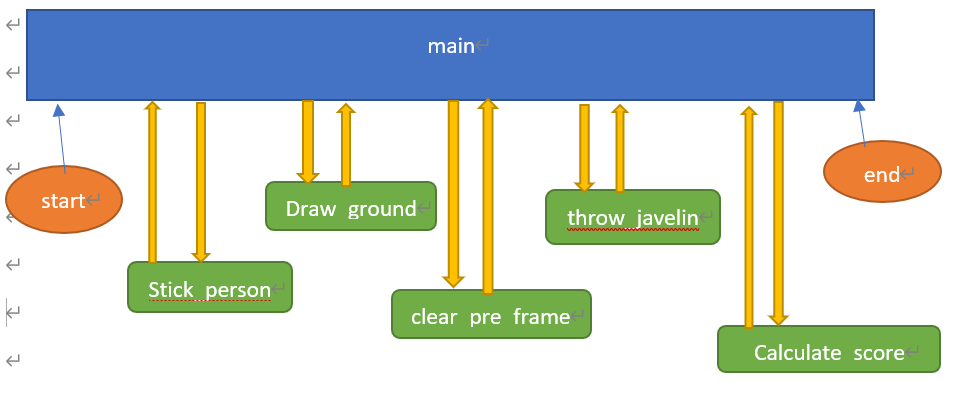 main
start
end
Draw ground
throw javelin
Stick person
clear pre frame
Calculate score